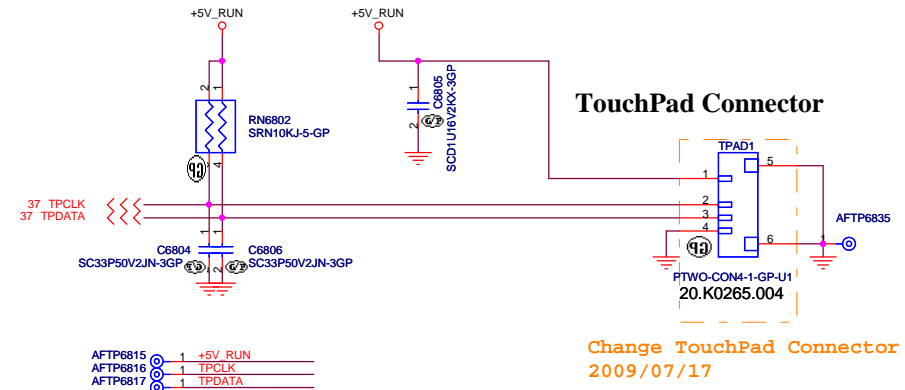 +5V_RUN
+5V_RUN
2 1
RN6802
SRN10KJ-5-GP
3 4
1
2
C6805
SCD1U16V2KX-3GP
TouchPad Connector
TPAD1
1
2
3
4
5
6
1
AFTP6835
PTWO-CON4-1-GP-U1
20.K0265.004
37 TPCLK
37 TPDATA
1 1
C6804
SC33P50V2JN-3GP
2 2
C6806
SC33P50V2JN-3GP
AFTP6815 1 +5V_RUN
AFTP6816 1 TPCLK
AFTP6817 1 TPDATA
Change TouchPad Connector
2009/07/17